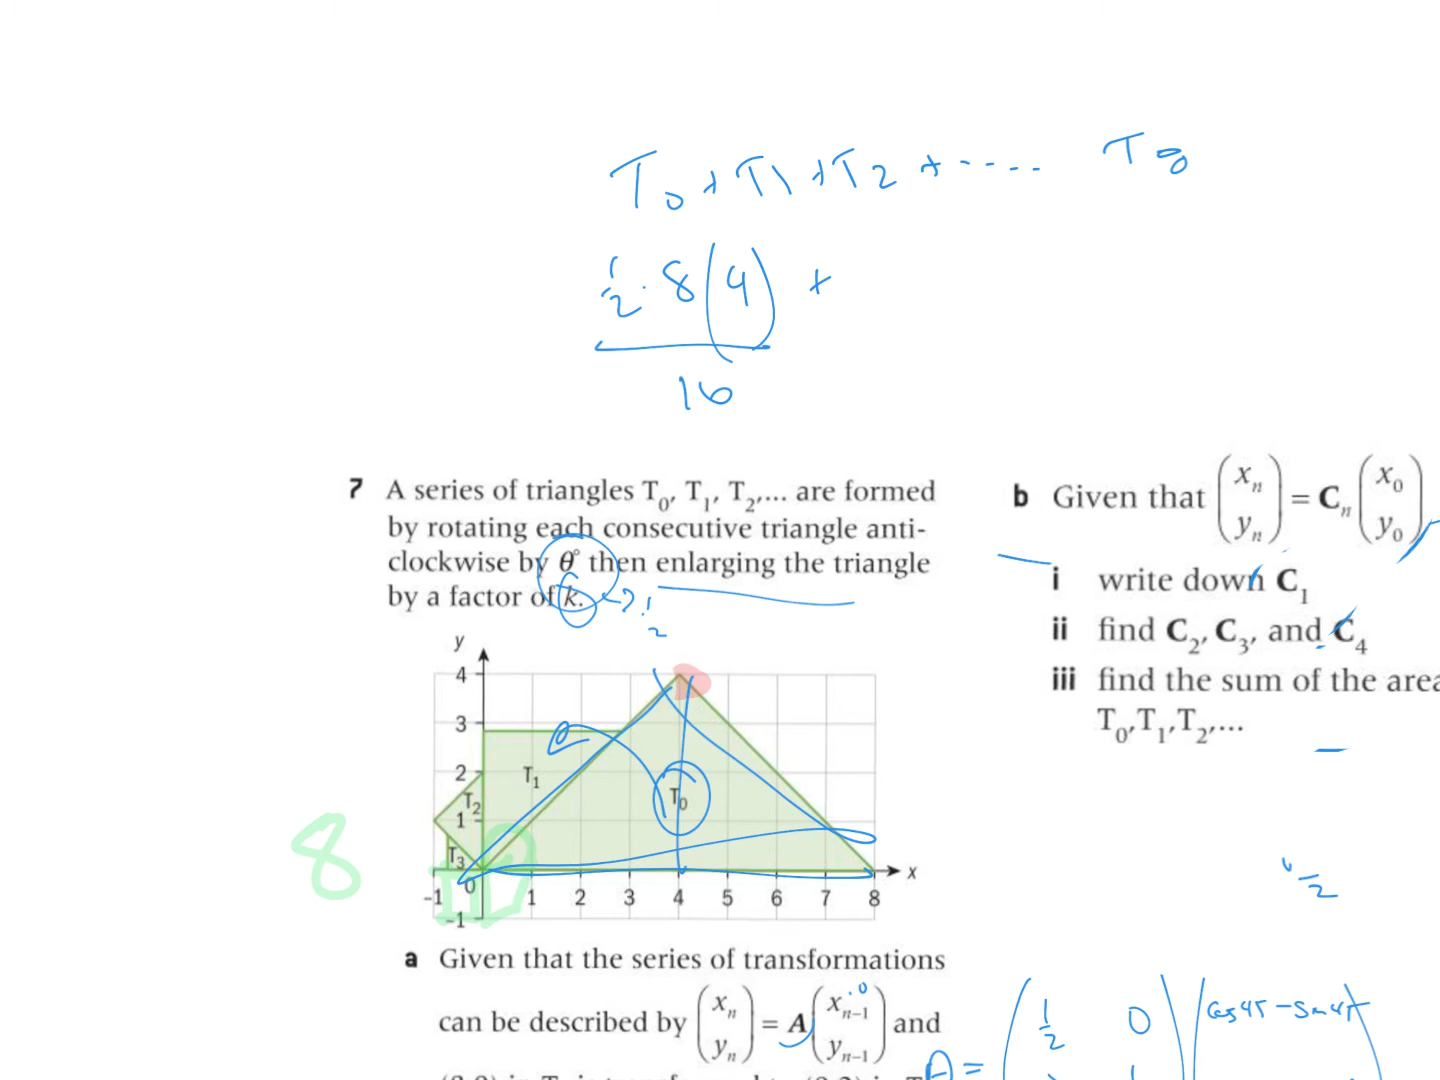 T0 + T1 + T2 + .... T8
1/2 · 8(4) +
16
7 A series of triangles T₀, T₁, T₂,... are formed
by rotating each consecutive triangle anti-
clockwise by θ° then enlarging the triangle
by a factor of k. → 1/2
y
4
3
2
1
0
-1
-1 1 2 3 4 5 6 7 8
x
T₀
T₁
T₂
T₃
8
a Given that the series of transformations
can be described by (xₙ yₙ) = A (xₙ₋₁ yₙ₋₁) and
b Given that (xₙ yₙ) = Cₙ (x₀ y₀)
i write down C₁
ii find C₂, C₃, and C₄
iii find the sum of the area
T₀, T₁, T₂,...
A = (1/2 0) (cos45 -sin45